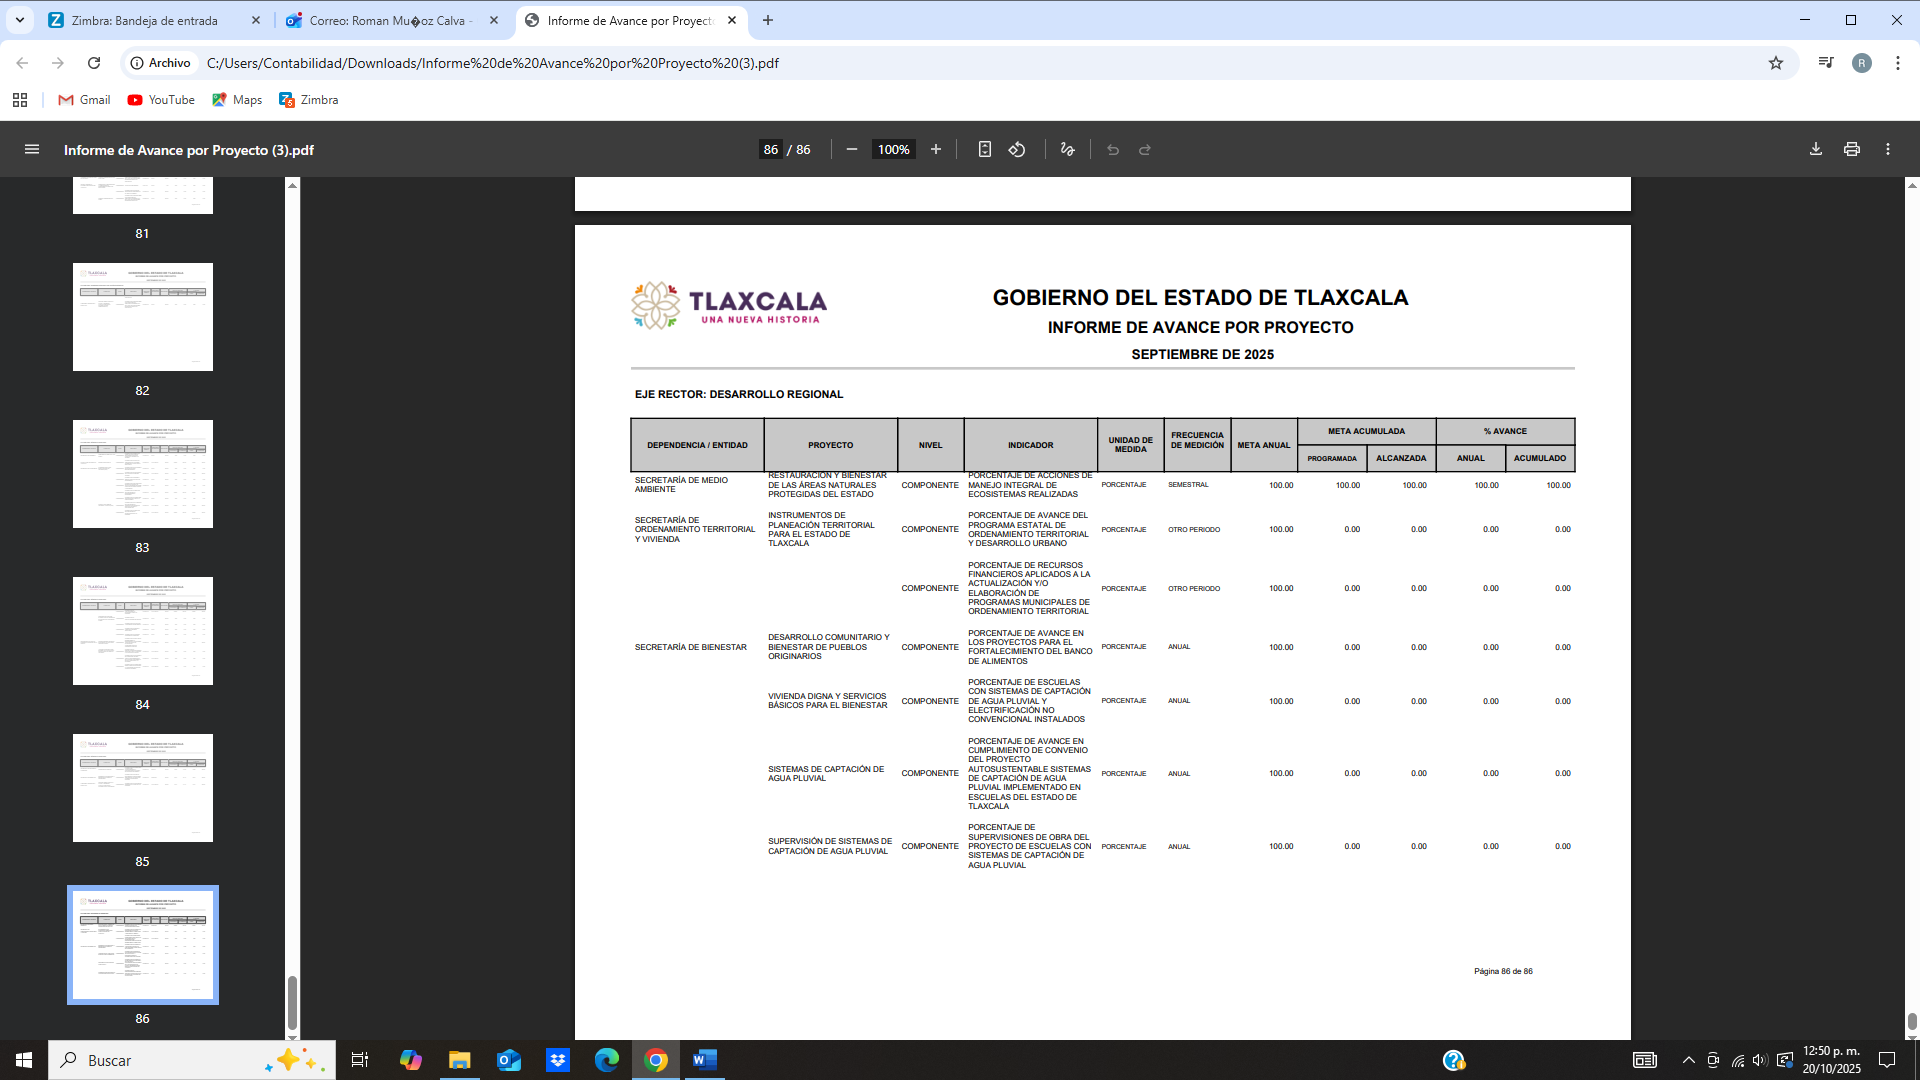 Zimbra: Bandeja de entrada
Correo: Roman Mu�oz Calva -
Informe de Avance por Proyecto
Archivo
C:/Users/Contabilidad/Downloads/Informe%20de%20Avance%20por%20Proyecto%20(3).pdf
R
Gmail
YouTube
Maps
Zimbra
Informe de Avance por Proyecto (3).pdf
86 / 86
100%
81
82
83
84
85
86
TLAXCALA
UNA NUEVA HISTORIA
GOBIERNO DEL ESTADO DE TLAXCALA
INFORME DE AVANCE POR PROYECTO
SEPTIEMBRE DE 2025
EJE RECTOR: DESARROLLO REGIONAL
DEPENDENCIA / ENTIDAD
PROYECTO
NIVEL
INDICADOR
UNIDAD DE
MEDIDA
FRECUENCIA
DE MEDICIÓN
META ANUAL
META ACUMULADA
PROGRAMADA
ALCANZADA
% AVANCE
ANUAL
ACUMULADO
SECRETARÍA DE MEDIO
AMBIENTE
RESTAURACIÓN Y BIENESTAR
DE LAS ÁREAS NATURALES
PROTEGIDAS DEL ESTADO
COMPONENTE
PORCENTAJE DE ACCIONES DE
MANEJO INTEGRAL DE
ECOSISTEMAS REALIZADAS
PORCENTAJE
SEMESTRAL
100.00
100.00
100.00
100.00
100.00
SECRETARÍA DE
ORDENAMIENTO TERRITORIAL
Y VIVIENDA
INSTRUMENTOS DE
PLANEACIÓN TERRITORIAL
PARA EL ESTADO DE
TLAXCALA
COMPONENTE
PORCENTAJE DE AVANCE DEL
PROGRAMA ESTATAL DE
ORDENAMIENTO TERRITORIAL
Y DESARROLLO URBANO
PORCENTAJE
OTRO PERIODO
100.00
0.00
0.00
0.00
0.00
COMPONENTE
PORCENTAJE DE RECURSOS
FINANCIEROS APLICADOS A LA
ACTUALIZACIÓN Y/O
ELABORACIÓN DE
PROGRAMAS MUNICIPALES DE
ORDENAMIENTO TERRITORIAL
PORCENTAJE
OTRO PERIODO
100.00
0.00
0.00
0.00
0.00
SECRETARÍA DE BIENESTAR
DESARROLLO COMUNITARIO Y
BIENESTAR DE PUEBLOS
ORIGINARIOS
COMPONENTE
PORCENTAJE DE AVANCE EN
LOS PROYECTOS PARA EL
FORTALECIMIENTO DEL BANCO
DE ALIMENTOS
PORCENTAJE
ANUAL
100.00
0.00
0.00
0.00
0.00
VIVIENDA DIGNA Y SERVICIOS
BÁSICOS PARA EL BIENESTAR
COMPONENTE
PORCENTAJE DE ESCUELAS
CON SISTEMAS DE CAPTACIÓN
DE AGUA PLUVIAL Y
ELECTRIFICACIÓN NO
CONVENCIONAL INSTALADOS
PORCENTAJE
ANUAL
100.00
0.00
0.00
0.00
0.00
SISTEMAS DE CAPTACIÓN DE
AGUA PLUVIAL
COMPONENTE
PORCENTAJE DE AVANCE EN
CUMPLIMIENTO DE CONVENIO
DEL PROYECTO
AUTOSUSTENTABLE SISTEMAS
DE CAPTACIÓN DE AGUA
PLUVIAL IMPLEMENTADO EN
ESCUELAS DEL ESTADO DE
TLAXCALA
PORCENTAJE
ANUAL
100.00
0.00
0.00
0.00
0.00
SUPERVISIÓN DE SISTEMAS DE
CAPTACIÓN DE AGUA PLUVIAL
COMPONENTE
PORCENTAJE DE
SUPERVISIONES DE OBRA DEL
PROYECTO DE ESCUELAS CON
SISTEMAS DE CAPTACIÓN DE
AGUA PLUVIAL
PORCENTAJE
ANUAL
100.00
0.00
0.00
0.00
0.00
Página 86 de 86
Buscar
12:50 p. m.
20/10/2025